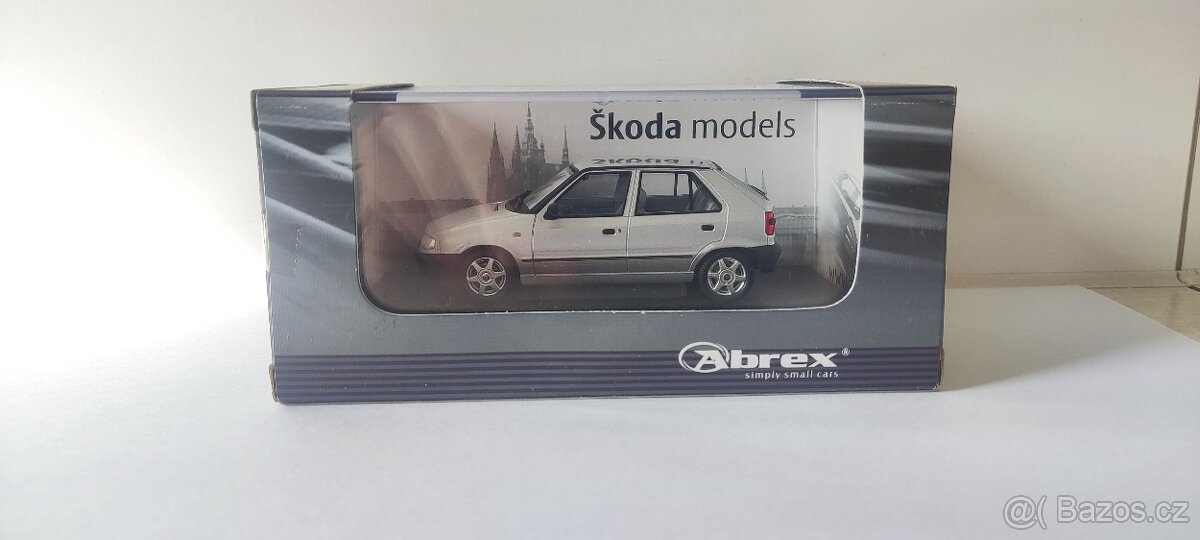 Škoda models
Abrex®
simply small cars
@( Bazos.cz